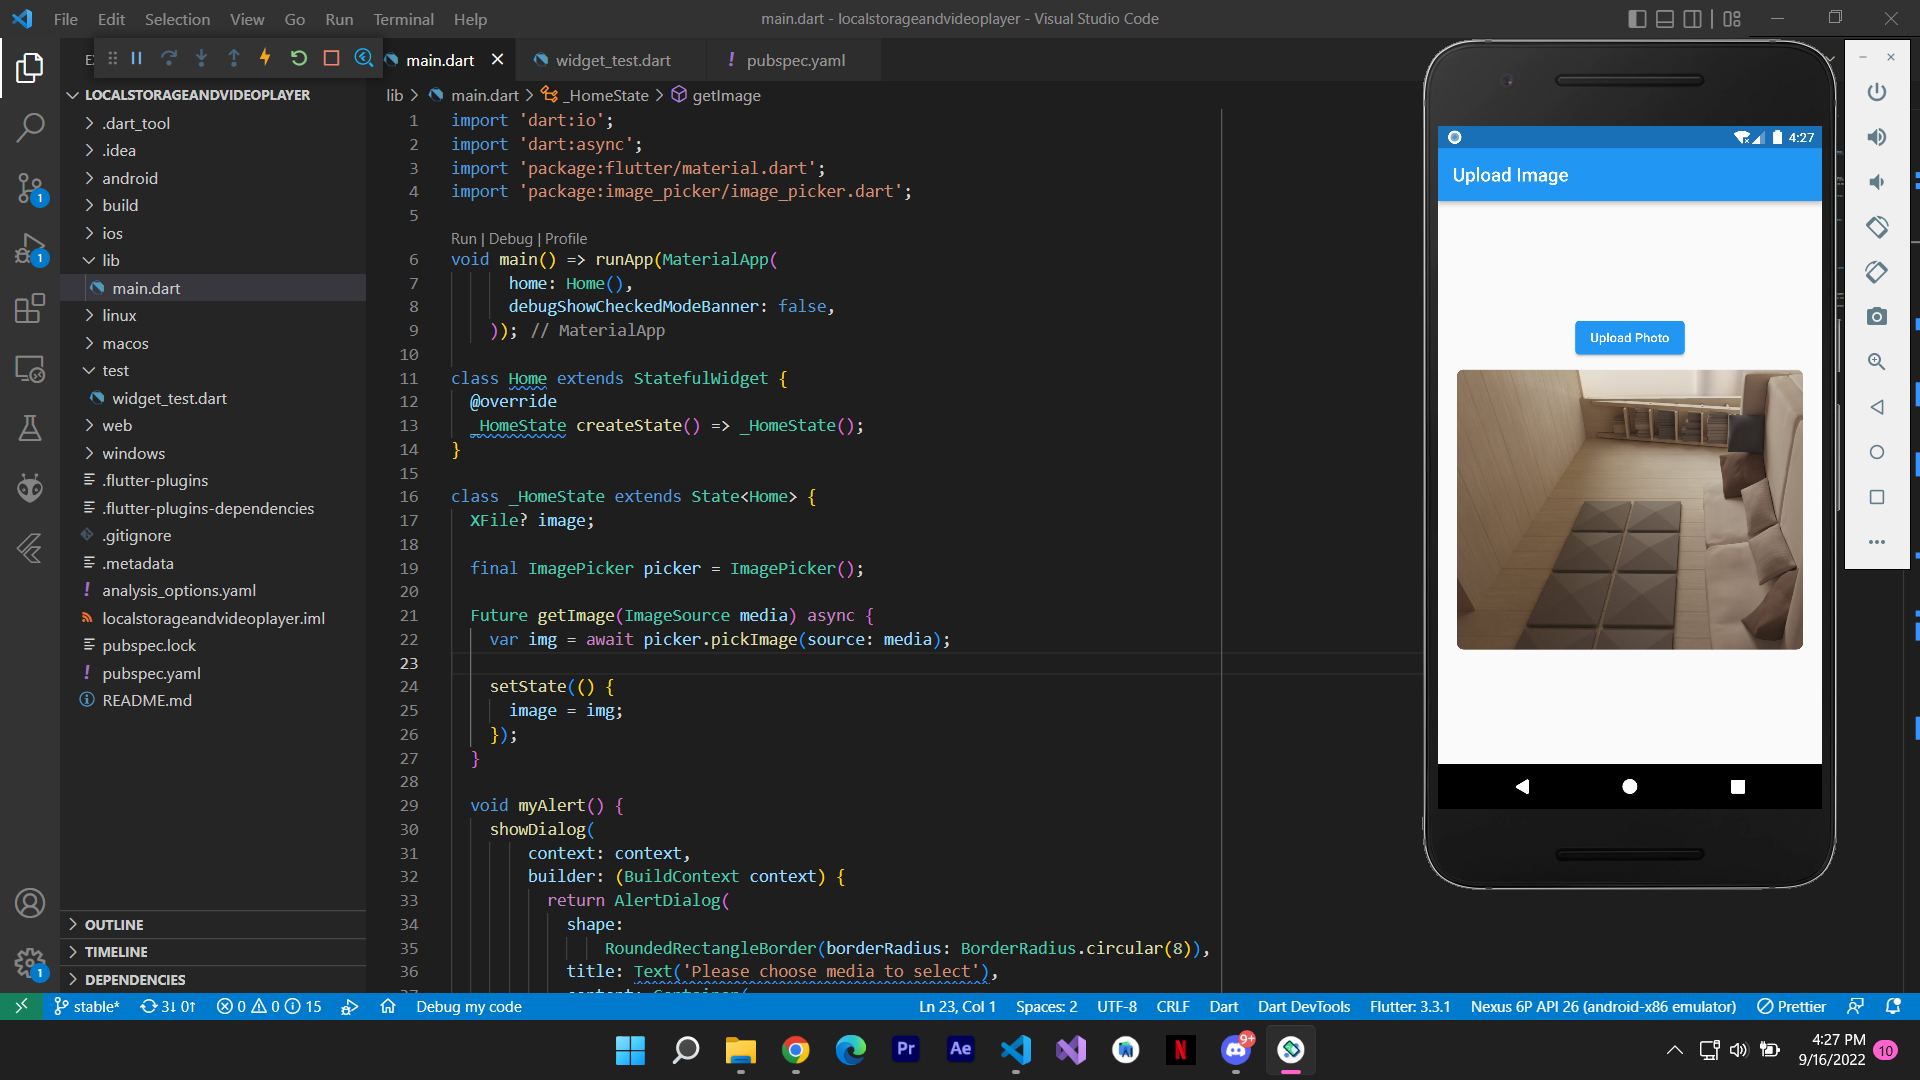 File Edit Selection View Go Run Terminal Help
main.dart - localstorageandvideoplayer - Visual Studio Code
main.dart
widget_test.dart
! pubspec.yaml
LOCALSTORAGEANDVIDEOPLAYER
.dart_tool
.idea
android
build
ios
lib
main.dart
linux
macos
test
widget_test.dart
web
windows
.flutter-plugins
.flutter-plugins-dependencies
.gitignore
.metadata
! analysis_options.yaml
localstorageandvideoplayer.iml
pubspec.lock
! pubspec.yaml
README.md
OUTLINE
TIMELINE
DEPENDENCIES
1
1
1
lib > main.dart > _HomeState > getImage
1 import 'dart:io';
2 import 'dart:async';
3 import 'package:flutter/material.dart';
4 import 'package:image_picker/image_picker.dart';
5
Run | Debug | Profile
6 void main() => runApp(MaterialApp(
7 home: Home(),
8 debugShowCheckedModeBanner: false,
9 )); // MaterialApp
10
11 class Home extends StatefulWidget {
12 @override
13 _HomeState createState() => _HomeState();
14 }
15
16 class _HomeState extends State<Home> {
17 XFile? image;
18
19 final ImagePicker picker = ImagePicker();
20
21 Future getImage(ImageSource media) async {
22 var img = await picker.pickImage(source: media);
23
24 setState(() {
25 image = img;
26 });
27 }
28
29 void myAlert() {
30 showDialog(
31 context: context,
32 builder: (BuildContext context) {
33 return AlertDialog(
34 shape:
35 RoundedRectangleBorder(borderRadius: BorderRadius.circular(8)),
36 title: Text('Please choose media to select'),
4:27
Upload Image
Upload Photo
stable* 3↓ 0↑ 0 0 15 Debug my code
Ln 23, Col 1 Spaces: 2 UTF-8 CRLF Dart Dart DevTools Flutter: 3.3.1 Nexus 6P API 26 (android-x86 emulator) Prettier
Pr
Ae
N
9+
4:27 PM
9/16/2022
10